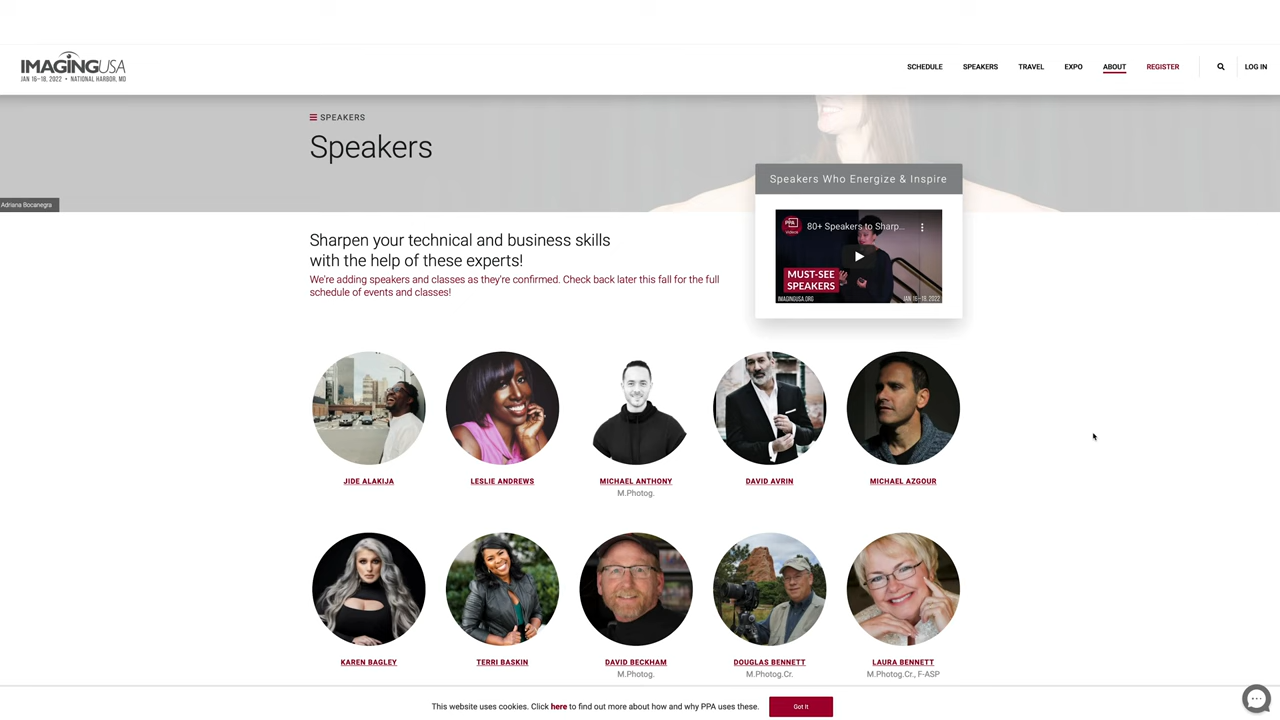 IMAGINGUSA
JAN 16–18, 2022 • NATIONAL HARBOR, MD
SCHEDULE
SPEAKERS
TRAVEL
EXPO
ABOUT
REGISTER
LOG IN
SPEAKERS
Speakers
Adriana Bocanegra
Speakers Who Energize & Inspire
PPA
80+ Speakers to Sharp...
MUST-SEE
SPEAKERS
IMAGINGUSA.ORG
JAN 16–18, 2022
Sharpen your technical and business skills
with the help of these experts!
We're adding speakers and classes as they're confirmed. Check back later this fall for the full
schedule of events and classes!
JIDE ALAKIJA
LESLIE ANDREWS
MICHAEL ANTHONY
M.Photog.
DAVID AVRIN
MICHAEL AZGOUR
KAREN BAGLEY
TERRI BASKIN
DAVID BECKHAM
M.Photog.
DOUGLAS BENNETT
M.Photog.Cr.
LAURA BENNETT
M.Photog.Cr., F-ASP
This website uses cookies. Click here to find out more about how and why PPA uses these.
Got It